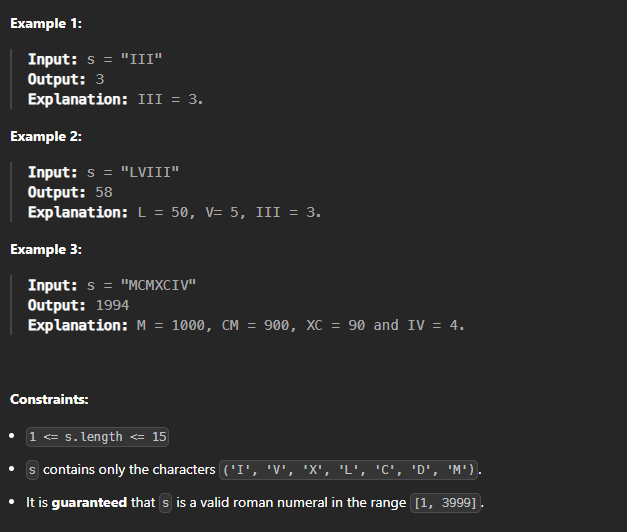 Example 1:
Input: s = "III"
Output: 3
Explanation: III = 3.
Example 2:
Input: s = "LVIII"
Output: 58
Explanation: L = 50, V= 5, III = 3.
Example 3:
Input: s = "MCMXCIV"
Output: 1994
Explanation: M = 1000, CM = 900, XC = 90 and IV = 4.
Constraints:
• 1 <= s.length <= 15
• s contains only the characters ('I', 'V', 'X', 'L', 'C', 'D', 'M').
• It is guaranteed that s is a valid roman numeral in the range [1, 3999].